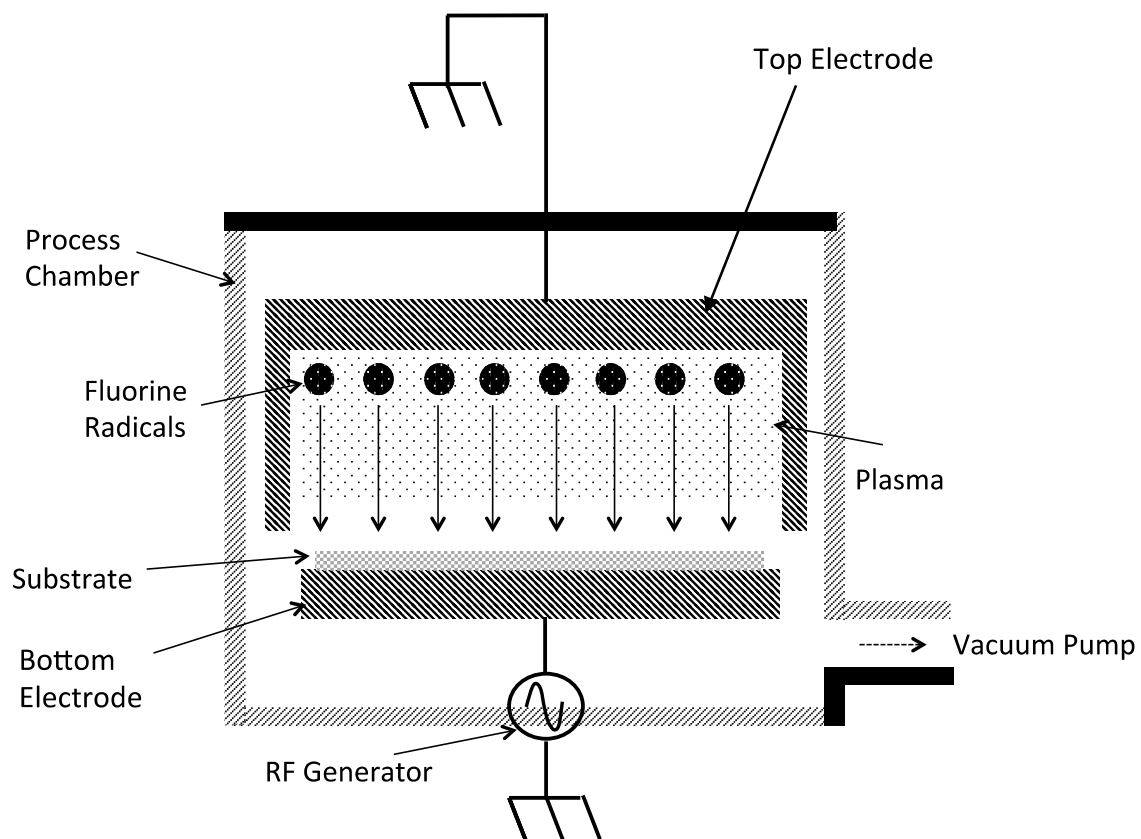 Top Electrode
Process
Chamber
Fluorine
Radicals
Plasma
Substrate
Vacuum Pump
Bottom
Electrode
RF Generator